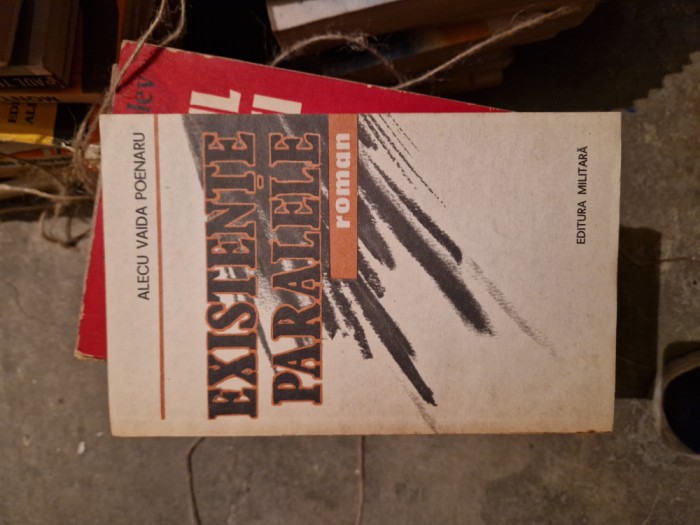 ALECU VAIDA POENARU
EXISTENȚE
PARALELE
roman
EDITURA MILITARĂ